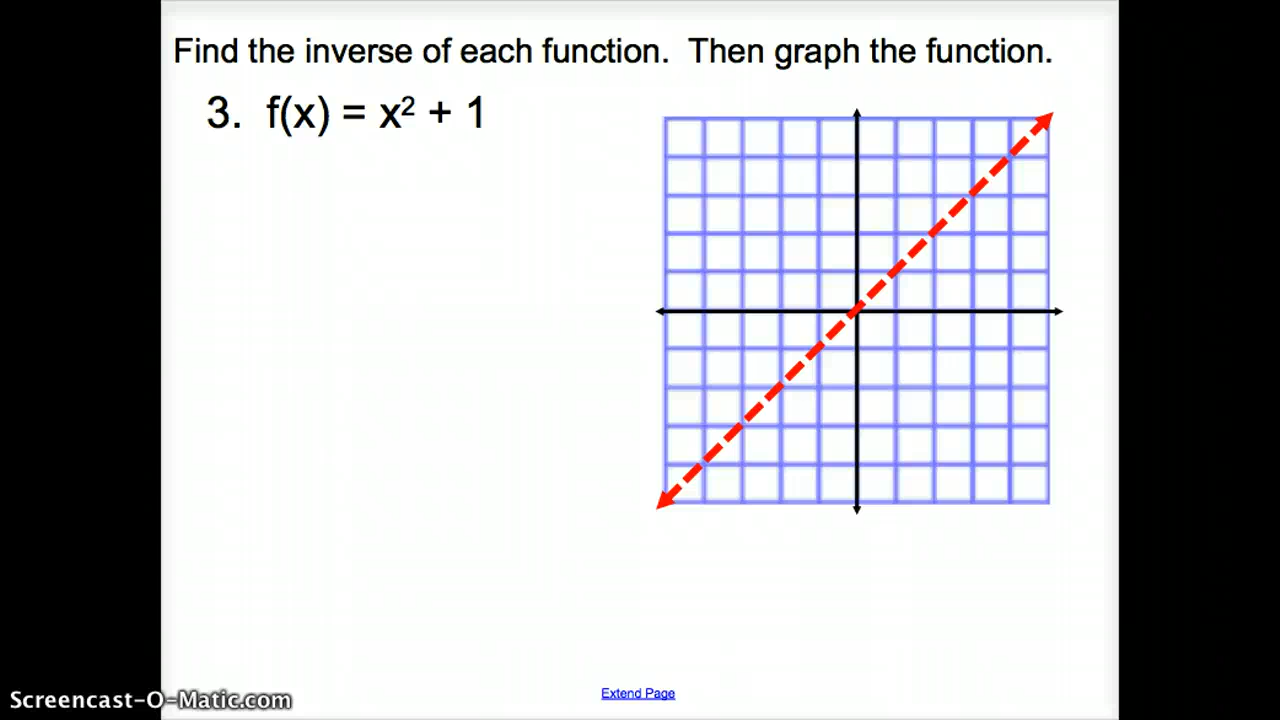 Find the inverse of each function.  Then graph the function.
3.  f(x) = x² + 1
Extend Page
Screencast-O-Matic.com